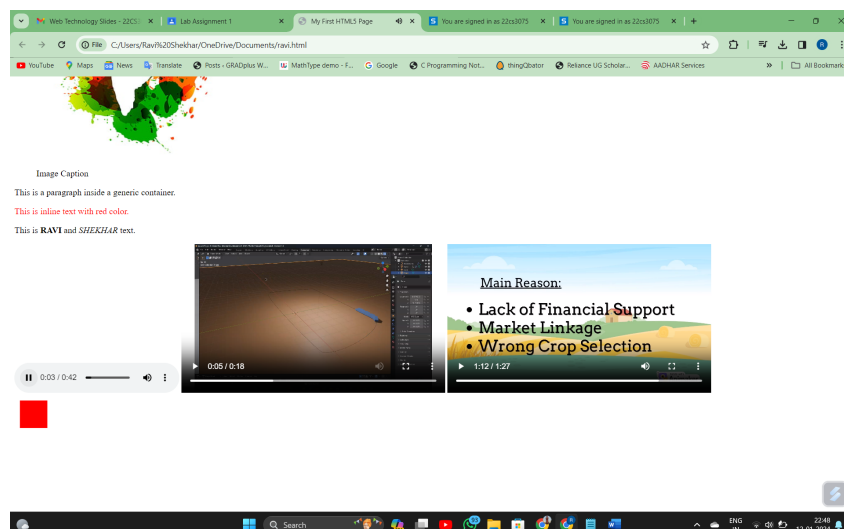 Web Technology Slides - 22CS
Lab Assignment 1
My First HTML5 Page
You are signed in as 22cs3075
You are signed in as 22cs3075
File
C:/Users/Ravi%20Shekhar/OneDrive/Documents/ravi.html
YouTube
Maps
News
Translate
Posts - GRADplus W...
MathType demo - F...
Google
C Programming Not...
thingQbator
Reliance UG Scholar...
AADHAR Services
All Bookmark
Image Caption
This is a paragraph inside a generic container.
This is inline text with red color.
This is RAVI and SHEKHAR text.
Main Reason:
• Lack of Financial Support
• Market Linkage
• Wrong Crop Selection
0:03 / 0:42
0:05 / 0:18
1:12 / 1:27
Search
ENG
IN
22:48
12-01-2024